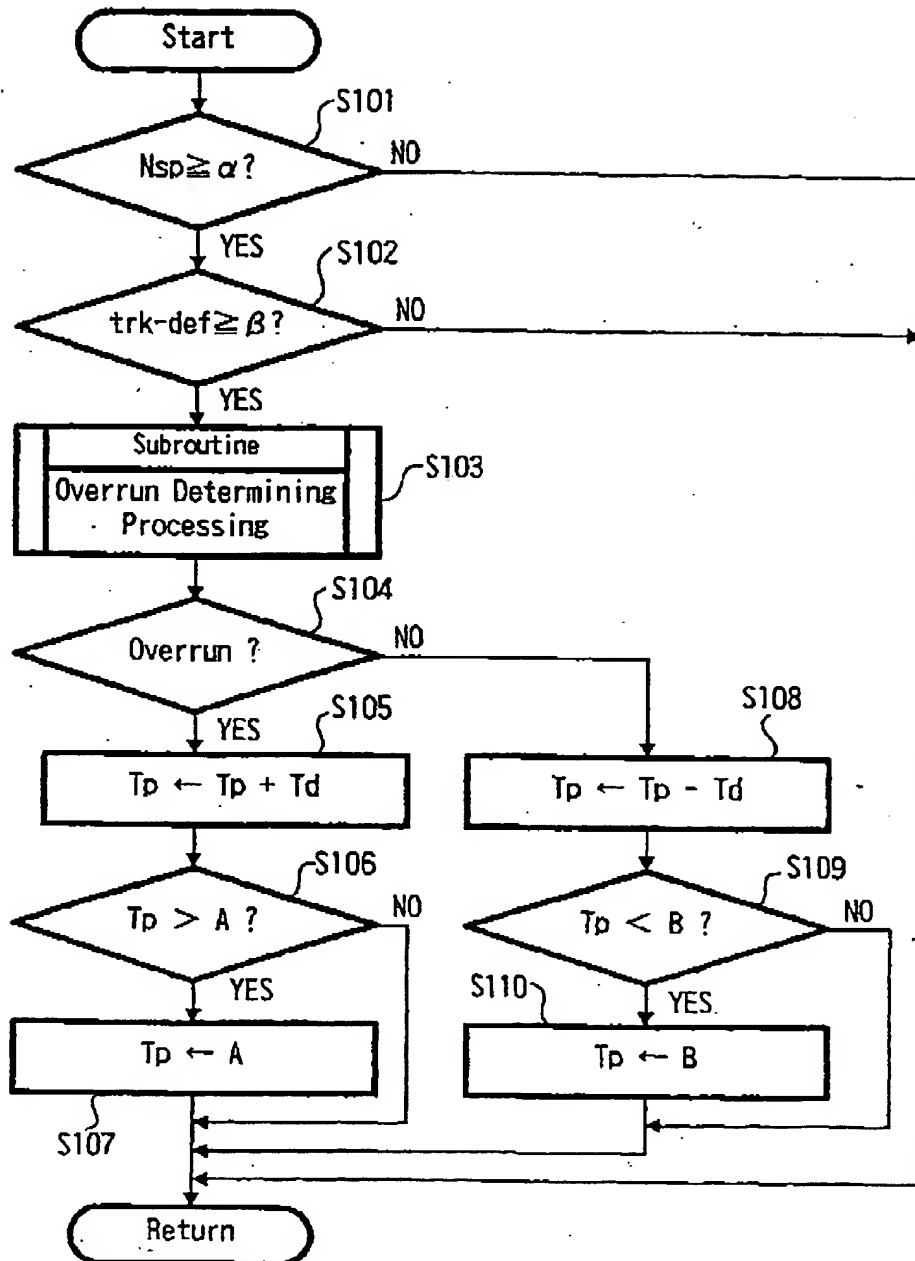 Start
S101
Nsp≧α?
NO
YES
S102
trk-def≧β?
NO
YES
Subroutine
Overrun Determining
Processing
S103
S104
Overrun ?
NO
YES
S105
Tp ← Tp + Td
S108
Tp ← Tp - Td
S106
Tp > A ?
NO
YES
S109
Tp < B ?
NO
YES.
S110
Tp ← A
S107
Tp ← B
Return